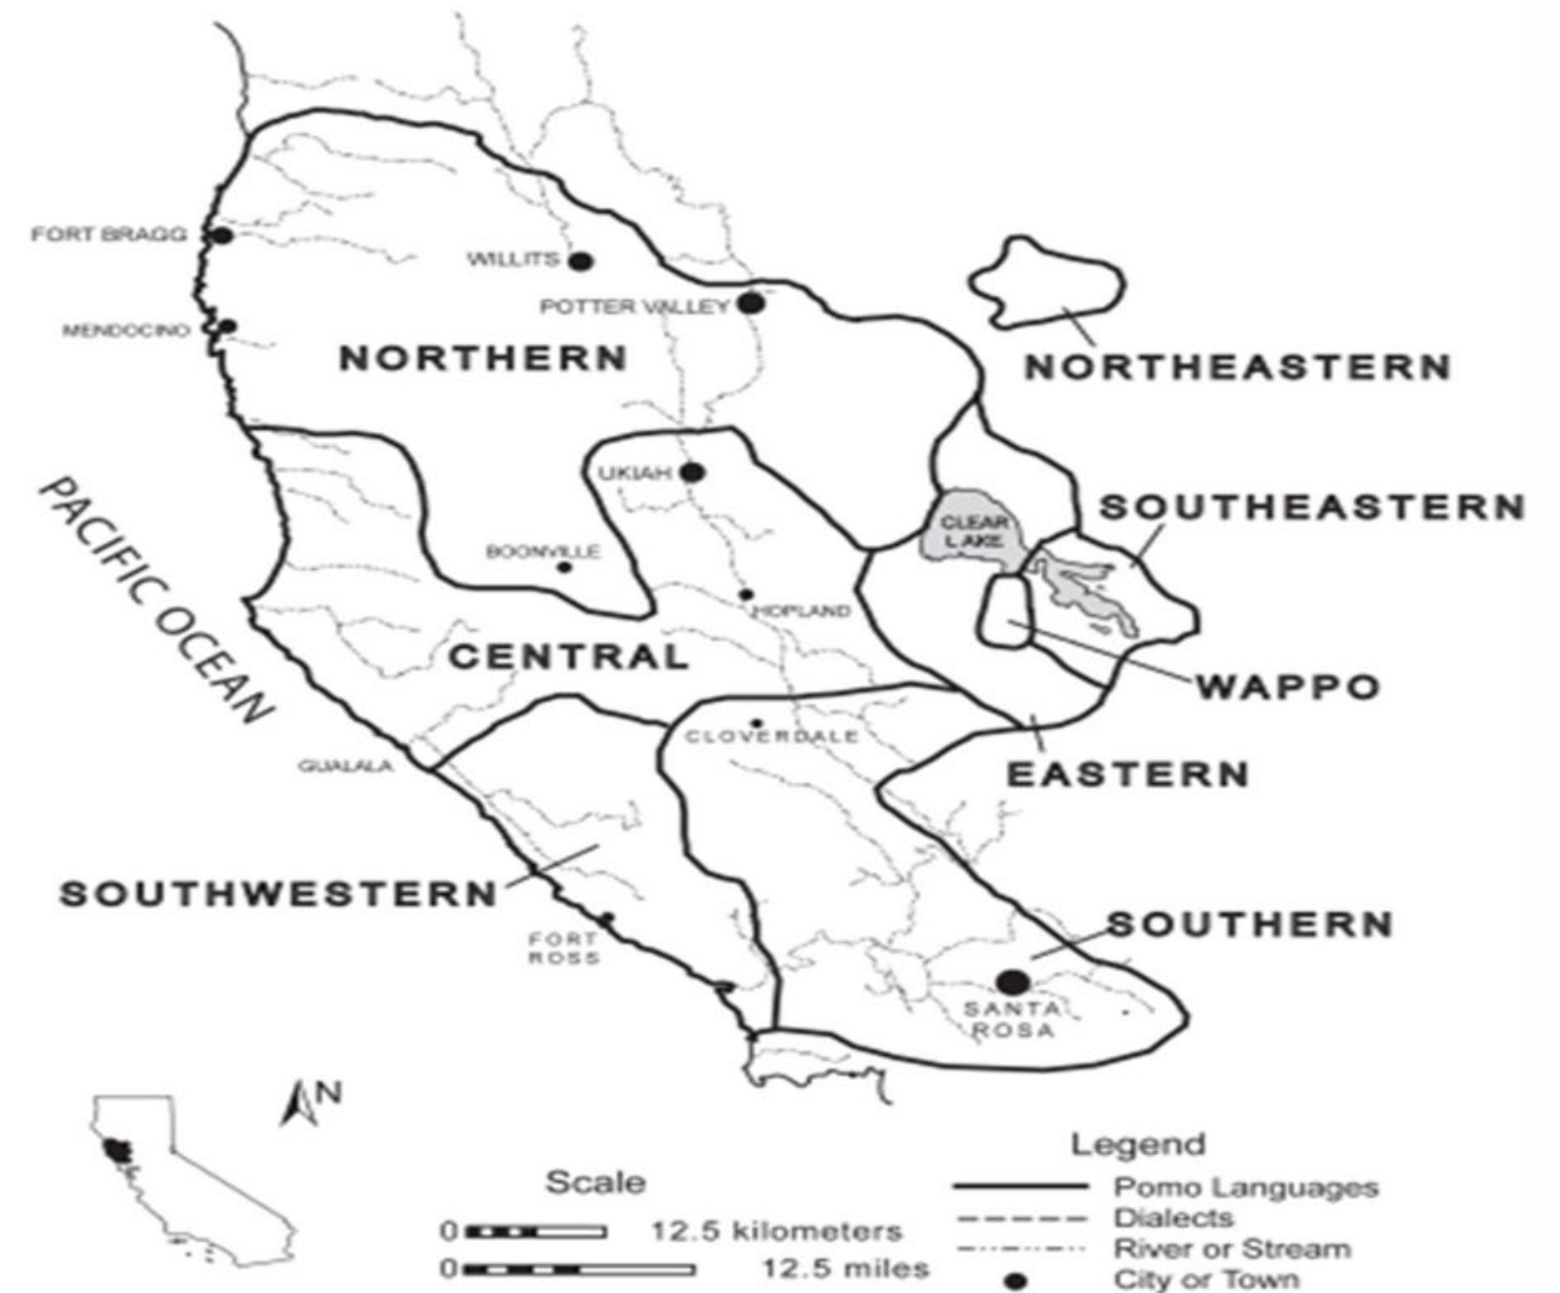 FORT BRAGG
WILLITS
POTTER VALLEY
MENDOCINO
NORTHERN
NORTHEASTERN
UKIAH
PACIFIC OCEAN
SOUTHEASTERN
CLEAR
LAKE
BOONVILLE
HOPLAND
CENTRAL
WAPPO
CLOVERDALE
GUALALA
EASTERN
SOUTHWESTERN
SOUTHERN
FORT
ROSS
SANTA
ROSA
N
Legend
Scale
Pomo Languages
0 12.5 kilometers
Dialects
River or Stream
0 12.5 miles
City or Town